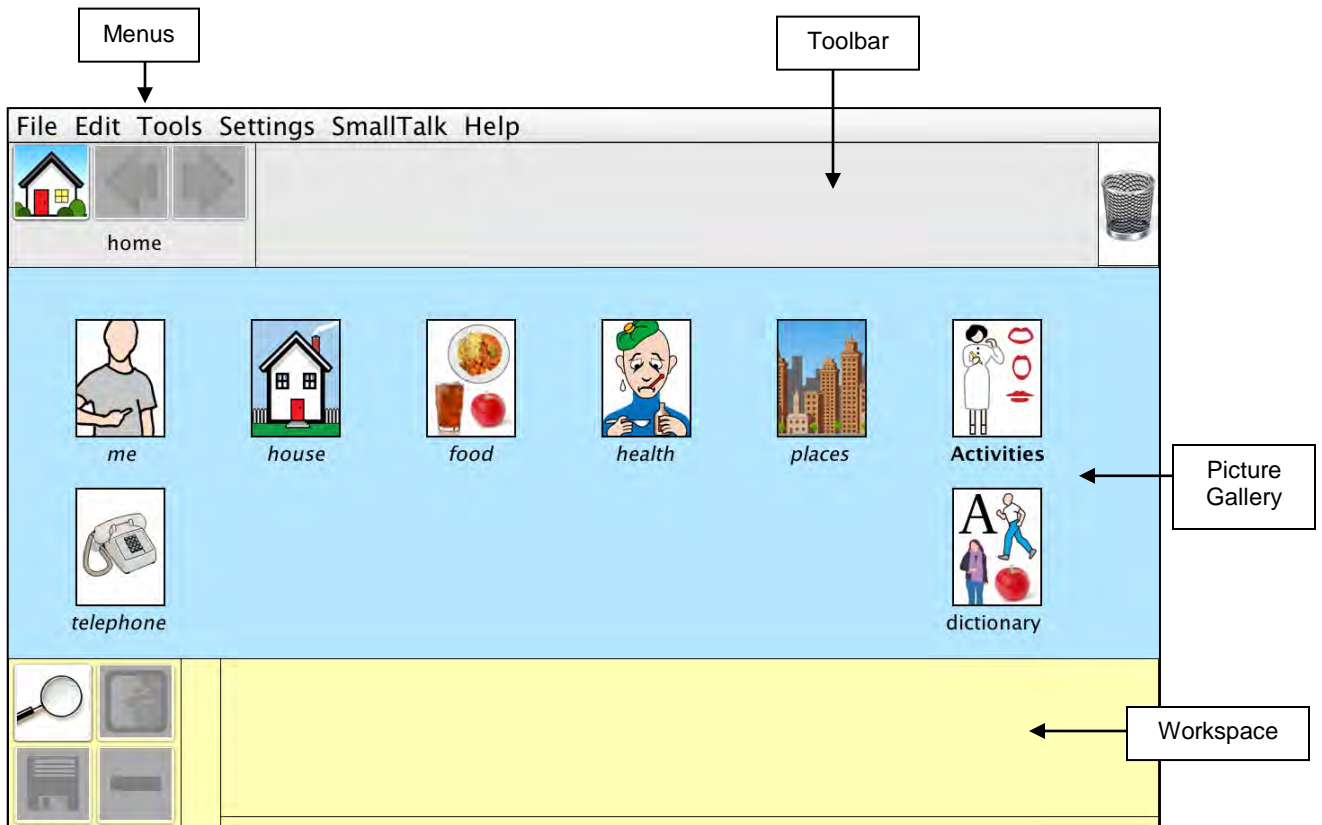 Menus
Toolbar
File Edit Tools Settings SmallTalk Help
home
me house food health places Activities
Picture
Gallery
A
telephone dictionary
Workspace